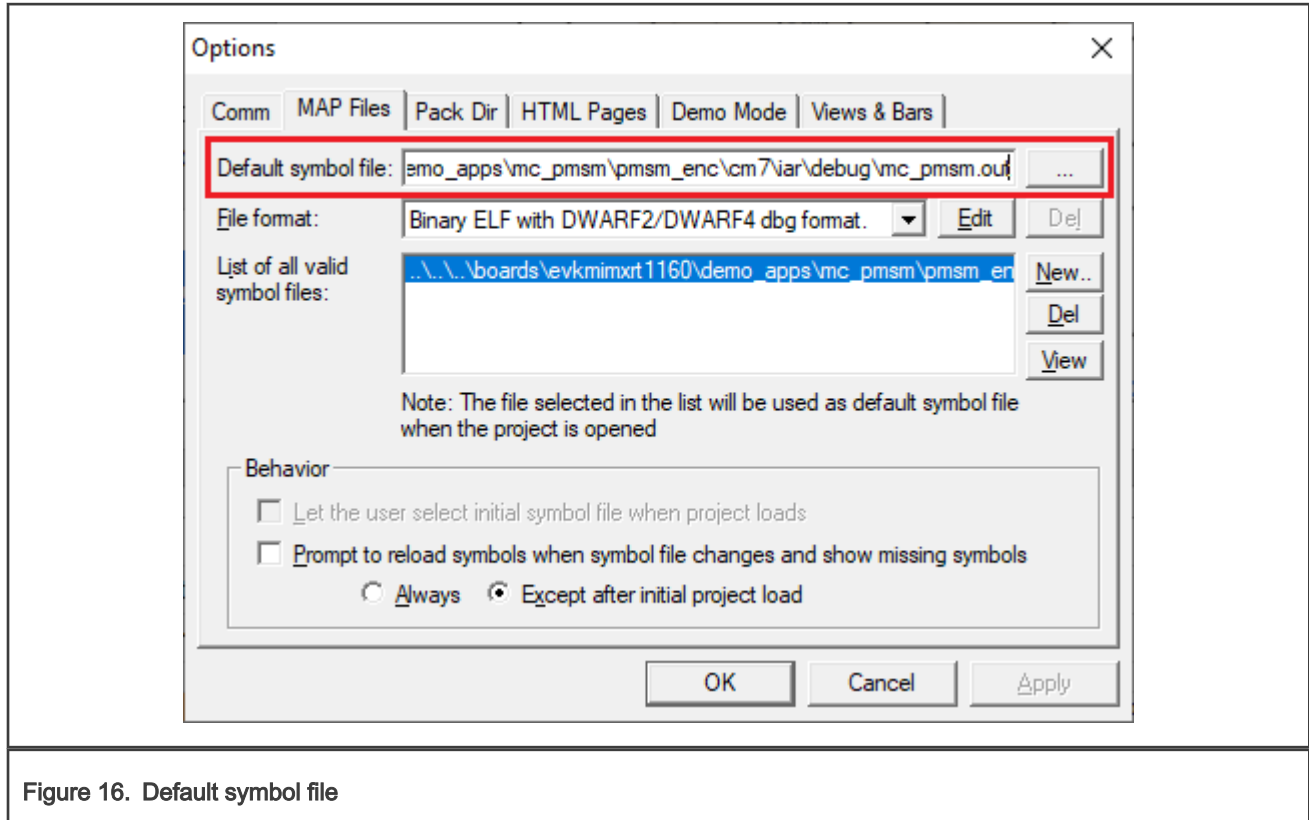 Options
Comm MAP Files Pack Dir HTML Pages Demo Mode Views & Bars
Default symbol file: emo_apps\mc_pmsm\pmsm_enc\cm7\iar\debug\mc_pmsm.out ...
File format: Binary ELF with DWARF2/DWARF4 dbg format. Edit Del
List of all valid
symbol files:
..\..\..\boards\evkmimxrt1160\demo_apps\mc_pmsm\pmsm_en
New..
Del
View
Note: The file selected in the list will be used as default symbol file
when the project is opened
Behavior
Let the user select initial symbol file when project loads
Prompt to reload symbols when symbol file changes and show missing symbols
Always Except after initial project load
OK Cancel Apply
Figure 16. Default symbol file